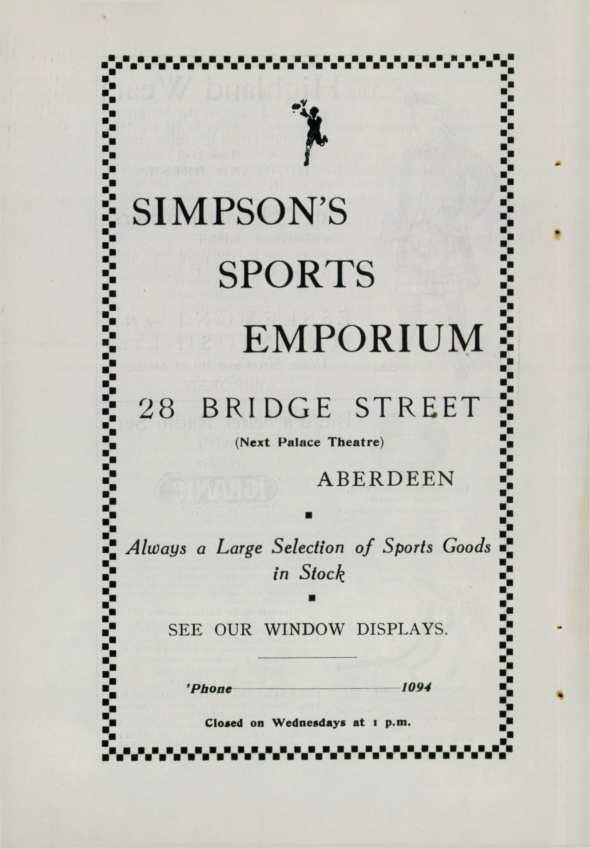 SIMPSON'S
SPORTS
EMPORIUM
28 BRIDGE STREET
(Next Palace Theatre)
ABERDEEN
Always a Large Selection of Sports Goods
in Stock
SEE OUR WINDOW DISPLAYS.
'Phone 1094
Closed on Wednesdays at 1 p.m.